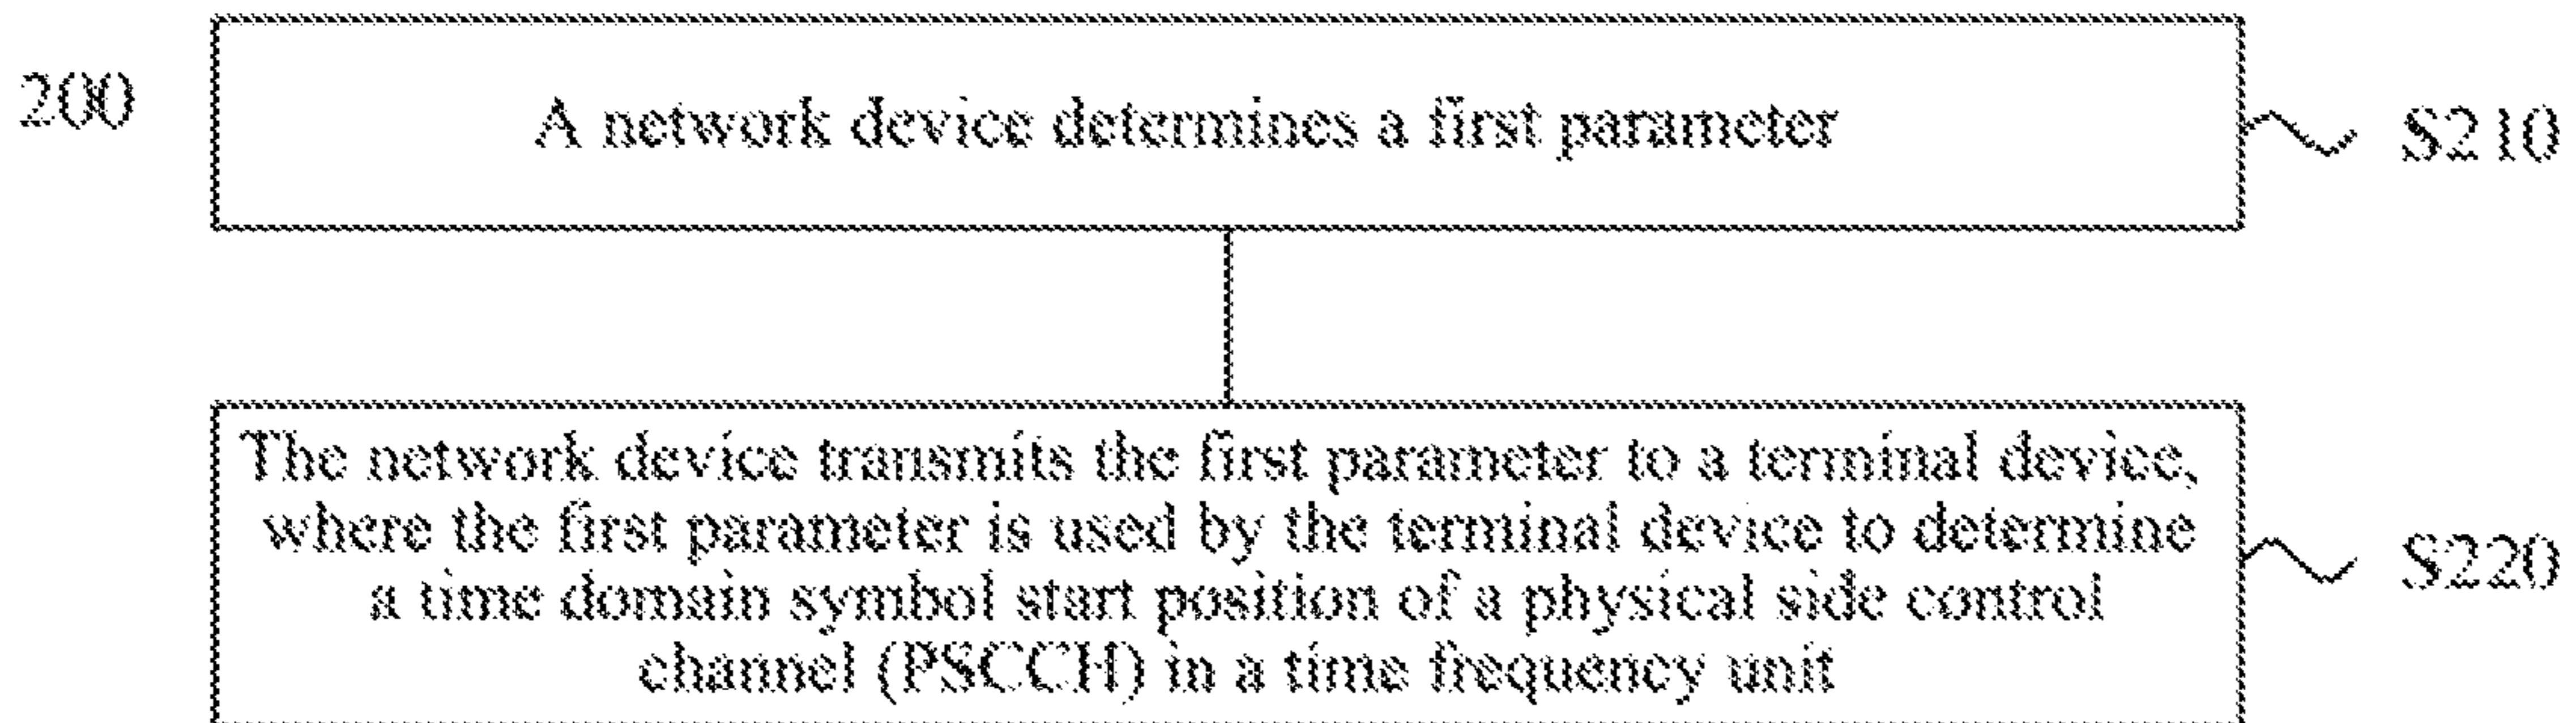 200
A network device determines a first parameter
S210
The network device transmits the first parameter to a terminal device,
where the first parameter is used by the terminal device to determine
a time domain symbol start position of a physical side control
channel (PSCCH) in a time frequency unit
S220